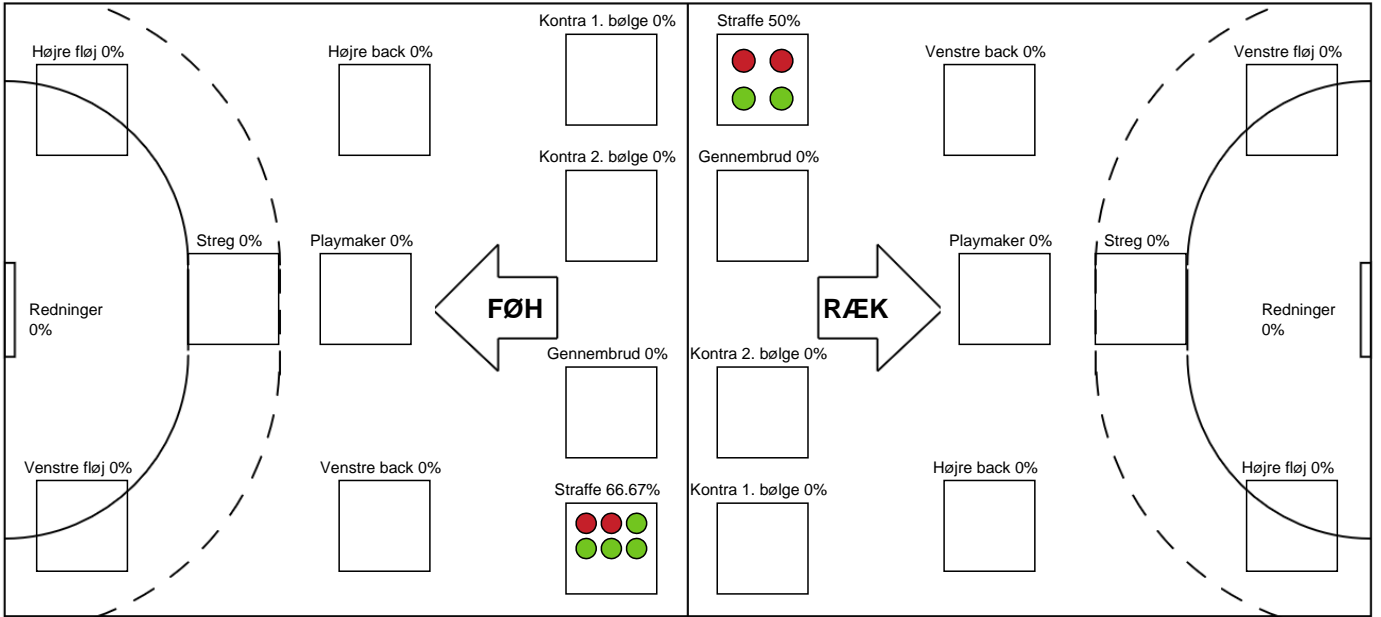 Kontra 1. bølge 0%
Straffe 50%
Højre fløj 0%
Højre back 0%
Venstre back 0%
Venstre fløj 0%
Kontra 2. bølge 0%
Gennembrud 0%
Streg 0%
Playmaker 0%
Playmaker 0%
Streg 0%
Redninger
0%
FØH
RÆK
Redninger
0%
Gennembrud 0%
Kontra 2. bølge 0%
Venstre fløj 0%
Venstre back 0%
Højre back 0%
Højre fløj 0%
Straffe 66.67%
Kontra 1. bølge 0%